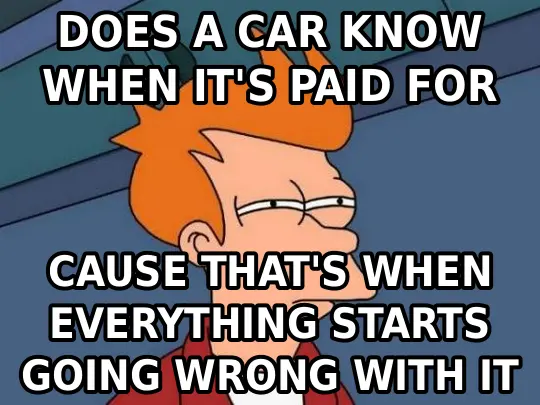 DOES A CAR KNOW
WHEN IT'S PAID FOR
CAUSE THAT'S WHEN
EVERYTHING STARTS
GOING WRONG WITH IT